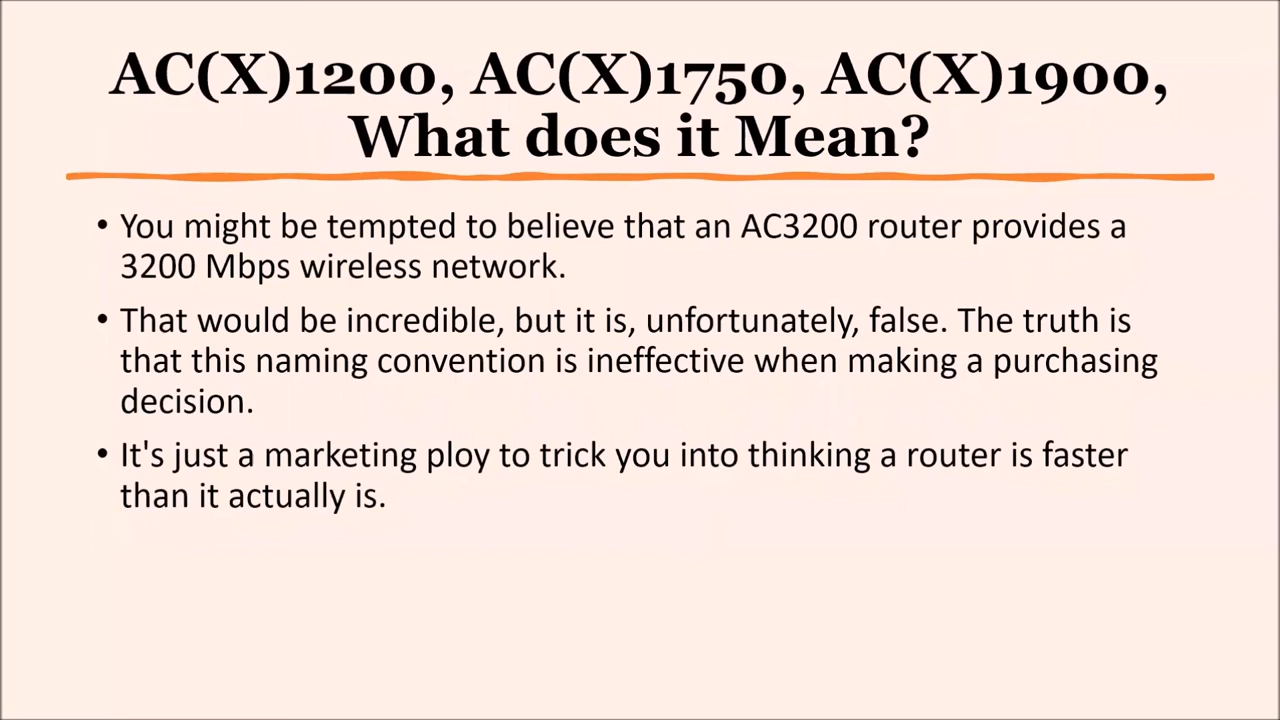 AC(X)1200, AC(X)1750, AC(X)1900,
What does it Mean?
• You might be tempted to believe that an AC3200 router provides a
3200 Mbps wireless network.
• That would be incredible, but it is, unfortunately, false. The truth is
that this naming convention is ineffective when making a purchasing
decision.
• It's just a marketing ploy to trick you into thinking a router is faster
than it actually is.